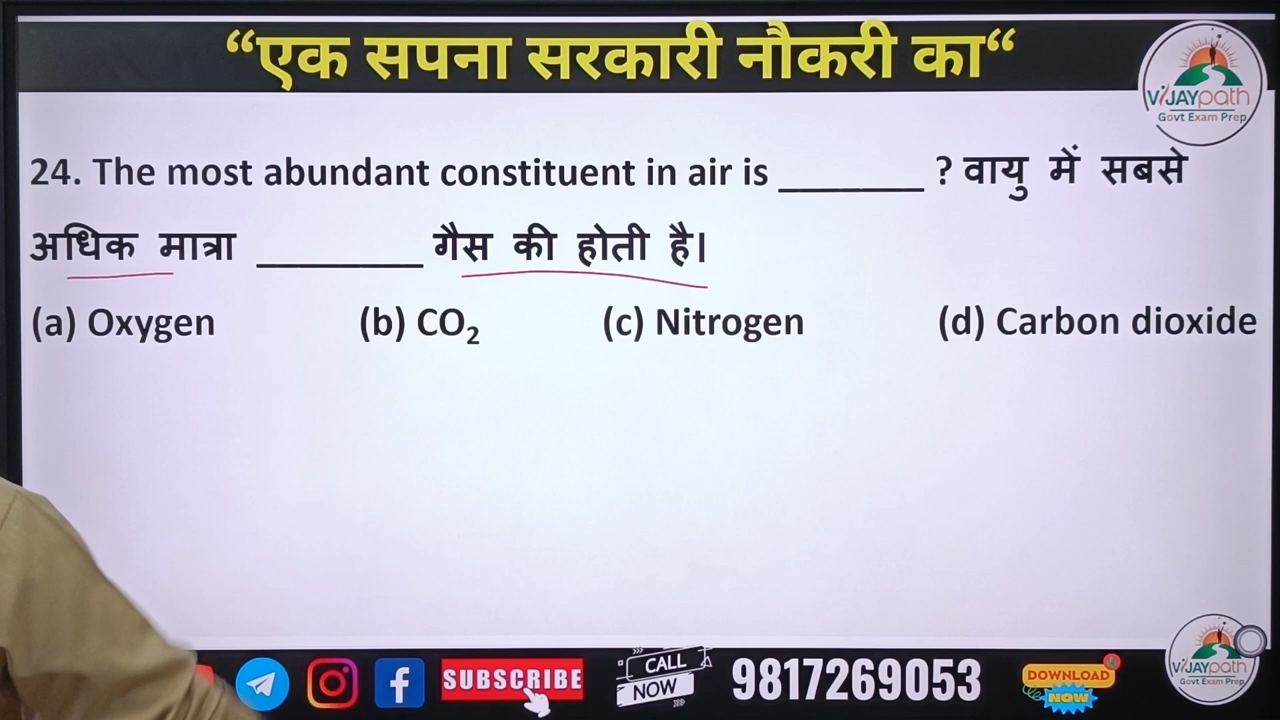 “एक सपना सरकारी नौकरी का“
VIJAYpath
Govt Exam Prep
24. The most abundant constituent in air is _______ ? वायु में सबसे
अधिक मात्रा ________ गैस की होती है।
(a) Oxygen (b) CO₂ (c) Nitrogen (d) Carbon dioxide
SUBSCRIBE
CALL
NOW
9817269053
DOWNLOAD
NOW
VIJAYpath
Govt Exam Prep